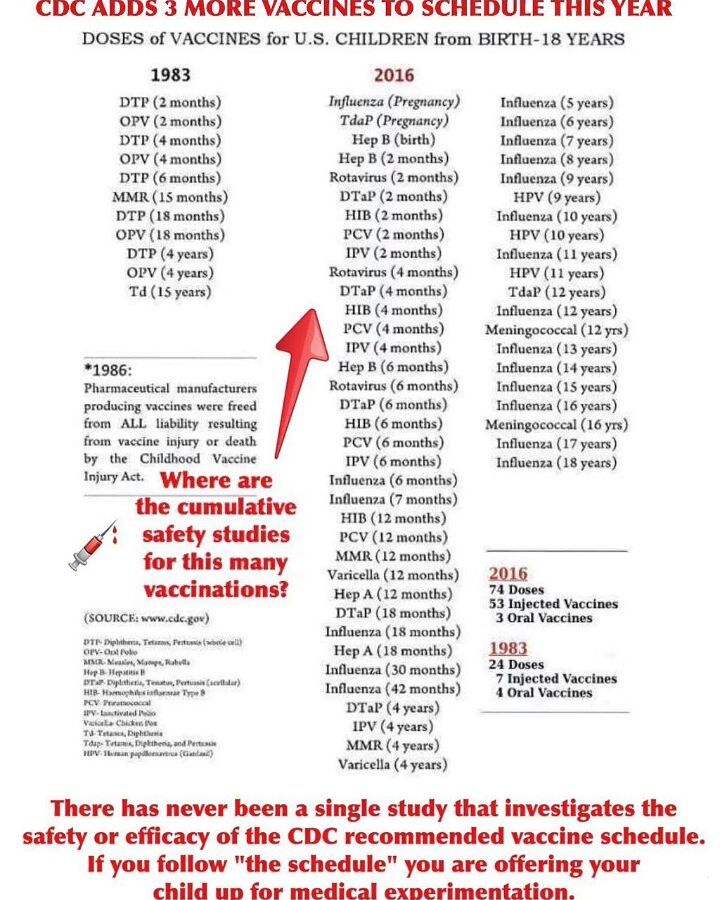 CDC ADDS 3 MORE VACCINES TO SCHEDULE THIS YEAR
DOSES of VACCINES for U.S. CHILDREN from BIRTH-18 YEARS
1983
DTP (2 months)
OPV (2 months)
DTP (4 months)
OPV (4 months)
DTP (6 months)
MMR (15 months)
DTP (18 months)
OPV (18 months)
DTP (4 years)
OPV (4 years)
Td (15 years)
*1986:
Pharmaceutical manufacturers
producing vaccines were freed
from ALL liability resulting
from vaccine injury or death
by the Childhood Vaccine
Injury Act.
Where are
the cumulative
safety studies
for this many
vaccinations?
(SOURCE: www.cdc.gov)
DTP- Diphtheria, Tetanus, Pertussis (whole cell)
OPV- Oral Polio
MMR- Measles, Mumps, Rubella
Hep B- Hepatitis B
DTaP- Diphtheria, Tetanus, Pertussis (acellular)
HIB- Haemophilus influenzae Type B
PCV- Pneumococcal
IPV- Inactivated Polio
Varicella- Chicken Pox
Td- Tetanus, Diphtheria
Tdap- Tetanus, Diphtheria, and Pertussis
HPV- Human papillomavirus (Gardasil)
2016
Influenza (Pregnancy)
TdaP (Pregnancy)
Hep B (birth)
Hep B (2 months)
Rotavirus (2 months)
DTaP (2 months)
HIB (2 months)
PCV (2 months)
IPV (2 months)
Rotavirus (4 months)
DTaP (4 months)
HIB (4 months)
PCV (4 months)
IPV (4 months)
Hep B (6 months)
Rotavirus (6 months)
DTaP (6 months)
HIB (6 months)
PCV (6 months)
IPV (6 months)
Influenza (6 months)
Influenza (7 months)
HIB (12 months)
PCV (12 months)
MMR (12 months)
Varicella (12 months)
Hep A (12 months)
DTaP (18 months)
Influenza (18 months)
Hep A (18 months)
Influenza (30 months)
Influenza (42 months)
DTaP (4 years)
IPV (4 years)
MMR (4 years)
Varicella (4 years)
Influenza (5 years)
Influenza (6 years)
Influenza (7 years)
Influenza (8 years)
Influenza (9 years)
HPV (9 years)
Influenza (10 years)
HPV (10 years)
Influenza (11 years)
HPV (11 years)
TdaP (12 years)
Influenza (12 years)
Meningococcal (12 yrs)
Influenza (13 years)
Influenza (14 years)
Influenza (15 years)
Influenza (16 years)
Meningococcal (16 yrs)
Influenza (17 years)
Influenza (18 years)
2016
74 Doses
53 Injected Vaccines
3 Oral Vaccines
1983
24 Doses
7 Injected Vaccines
4 Oral Vaccines
There has never been a single study that investigates the
safety or efficacy of the CDC recommended vaccine schedule.
If you follow "the schedule" you are offering your
child up for medical experimentation.